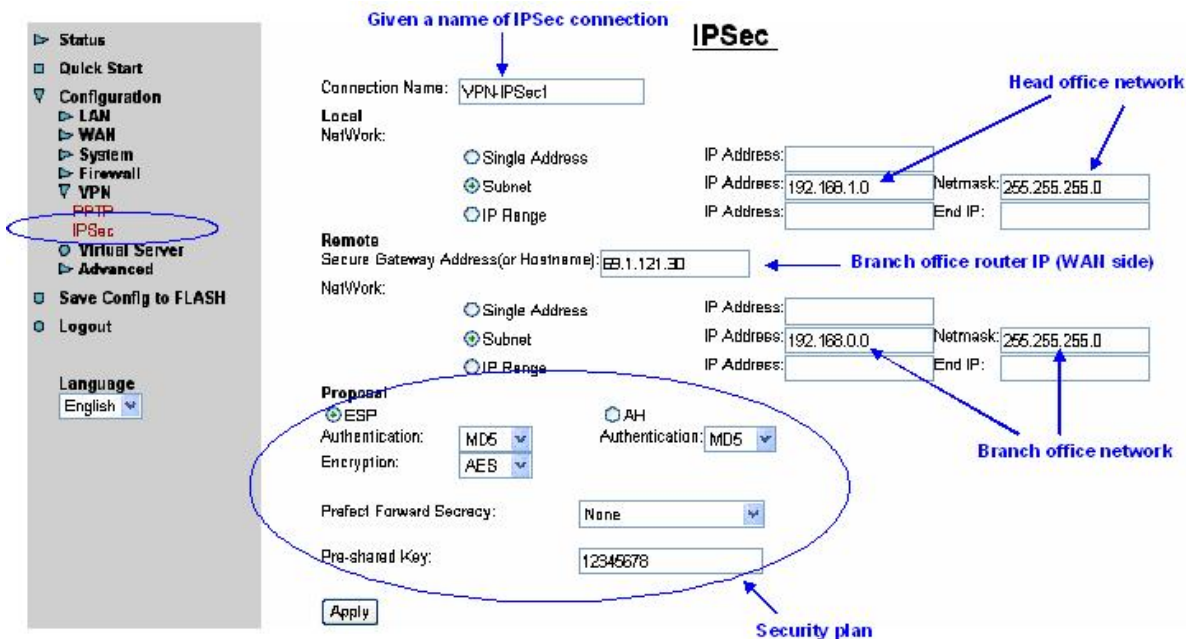 Given a name of IPSec connection
IPSec
Status
Quick Start
Configuration
LAN
WAN
System
Firewall
VPN
PPTP
IPSec
Virtual Server
Advanced
Save Config to FLASH
Logout
Language
English
Connection Name: VPN-IPSec1
Head office network
Local
NetWork:
Single Address IP Address:
Subnet IP Address: 192.168.1.0 Netmask: 255.255.255.0
IP Range IP Address: End IP:
Remote
Secure Gateway Address(or Hostname): 69.1.121.30
Branch office router IP (WAN side)
NetWork:
Single Address IP Address:
Subnet IP Address: 192.168.0.0 Netmask: 255.255.255.0
IP Range IP Address: End IP:
Proposal
ESP AH
Authentication: MD5 Authentication: MD5
Encryption: AES
Branch office network
Prefect Forward Secrecy: None
Pre-shared Key: 12345678
Apply
Security plan